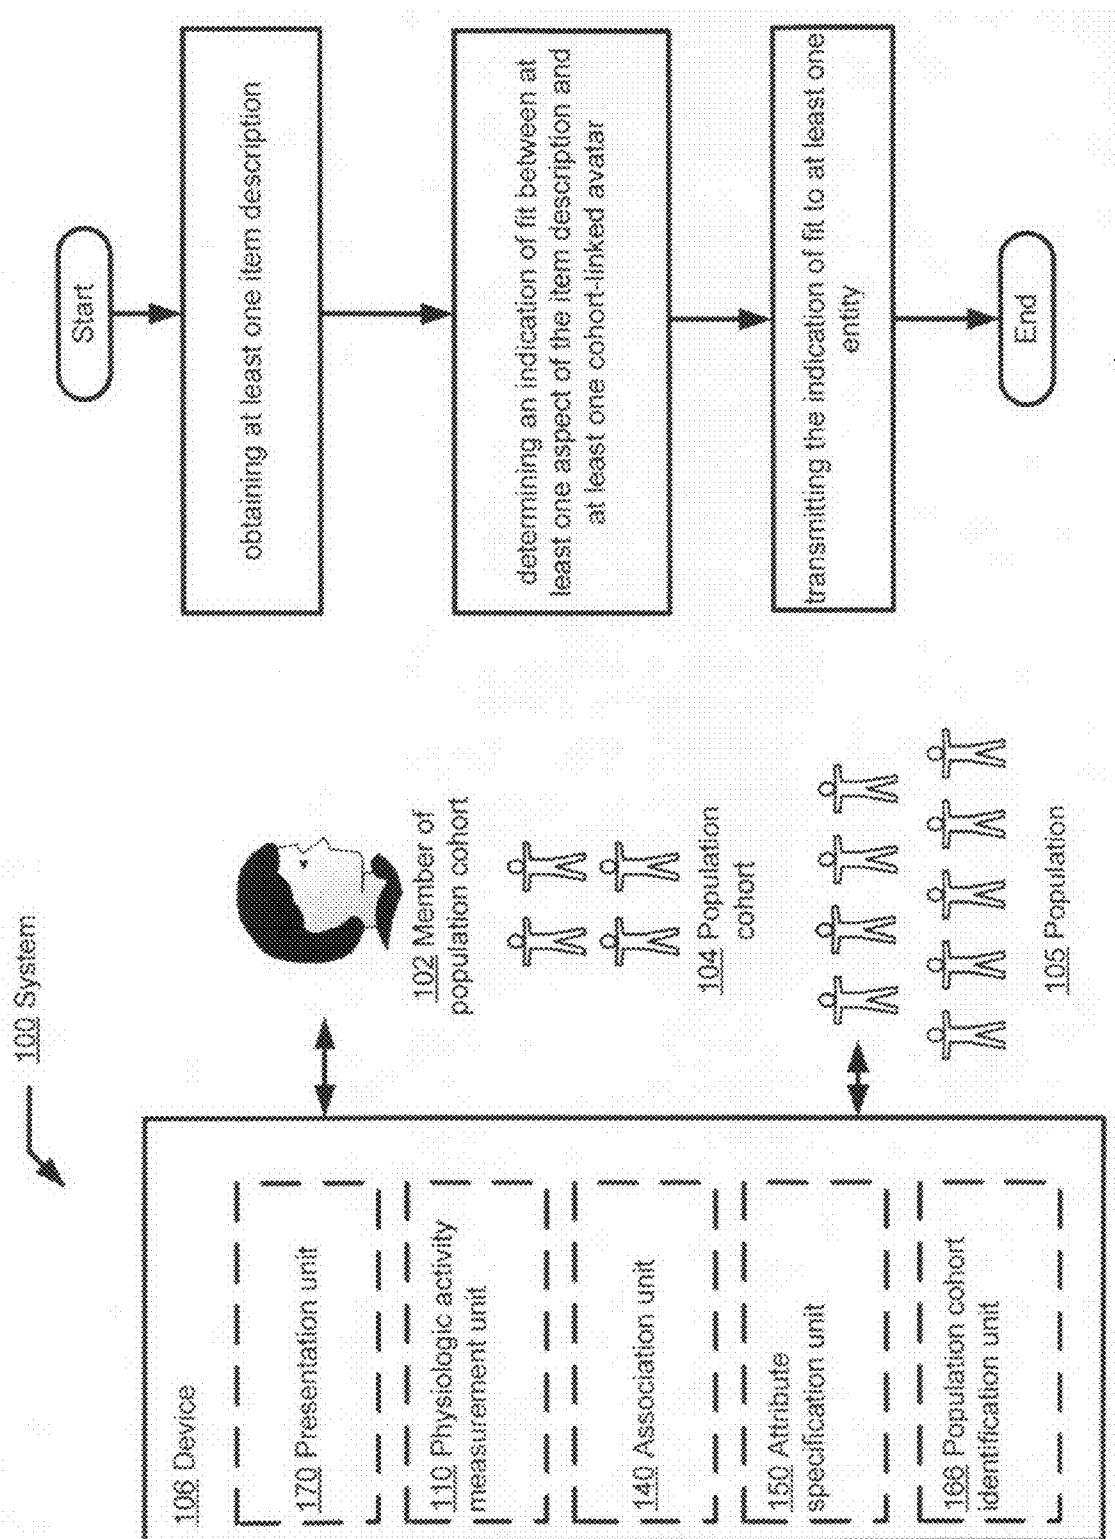 100 System
106 Device
170 Presentation unit
110 Physiologic activity
measurement unit
140 Association unit
150 Attribute
specification unit
166 Population cohort
identification unit
102 Member of
population cohort
104 Population
cohort
105 Population
Start
obtaining at least one item description
determining an indication of fit between at
least one aspect of the item description and
at least one cohort-linked avatar
transmitting the indication of fit to at least one
entity
End